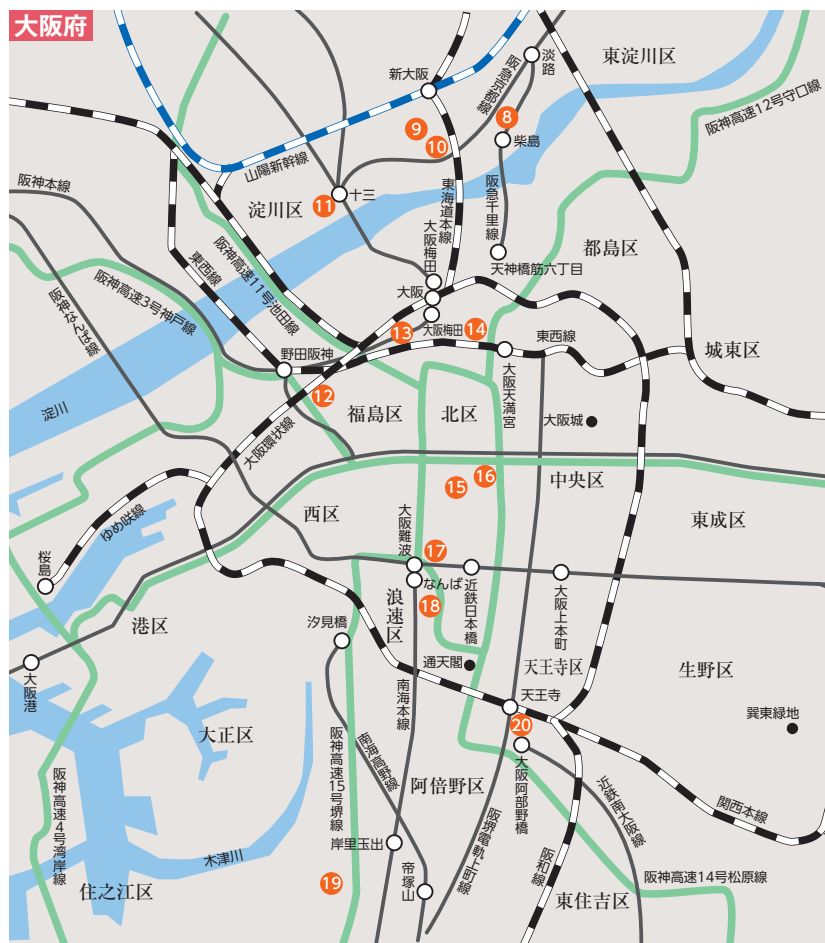 大阪府
新大阪
阪急京都線
淡路
東淀川区
9
10
8
柴島
阪神高速12号守口線
山陽新幹線
阪神本線
淀川区
11
十三
東海道本線
阪急千里線
大阪梅田
天神橋筋六丁目
都島区
東西線
阪神高速11号池田線
阪神高速3号神戸線
阪神なんば線
大阪
13
大阪梅田
14
東西線
城東区
野田阪神
12
福島区
北区
大阪天満宮
大阪城
淀川
大阪環状線
15
16
中央区
ゆめ咲線
西区
大阪難波
17
東成区
桜島
なんば
18
近鉄日本橋
大阪上本町
浪速区
港区
汐見橋
通天閣
天王寺区
生野区
大阪港
南海本線
天王寺
20
巽東緑地
大正区
阪神高速15号堺線
南海高野線
大阪阿部野橋
阿倍野区
近鉄南大阪線
関西本線
阪神高速4号湾岸線
阪堺電軌上町線
木津川
岸里玉出
帝塚山
阪和線
19
住之江区
阪神高速14号松原線
東住吉区